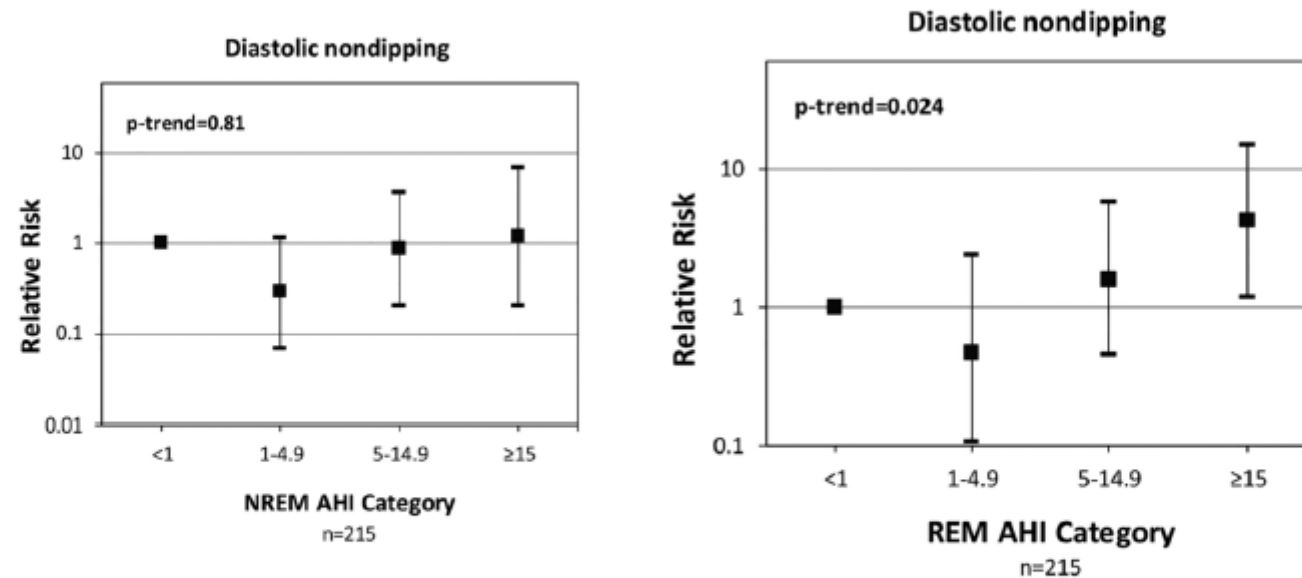 Diastolic nondipping
p-trend=0.81
10
1
0.1
0.01
Relative Risk
<1 1-4.9 5-14.9 ≥15
NREM AHI Category
n=215
Diastolic nondipping
p-trend=0.024
10
1
0.1
Relative Risk
<1 1-4.9 5-14.9 ≥15
REM AHI Category
n=215